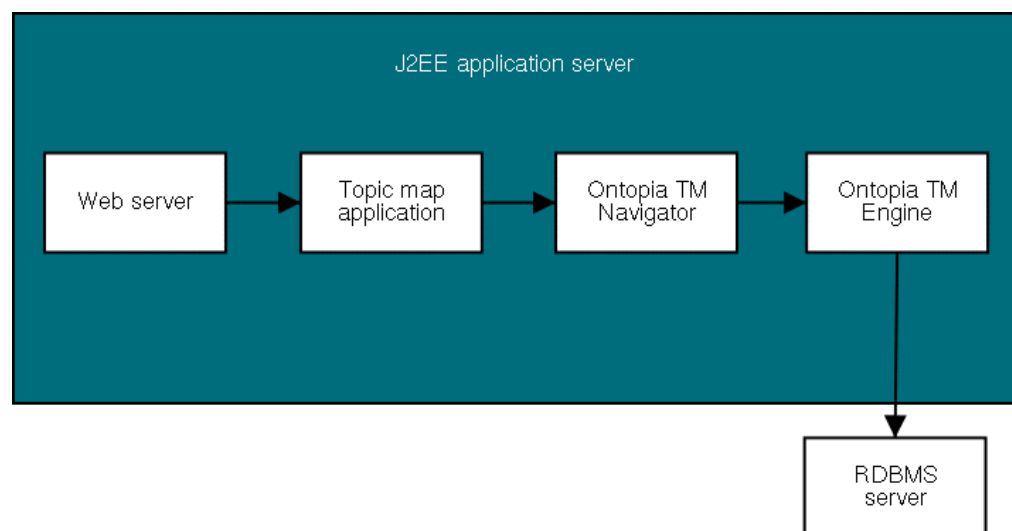 J2EE application server
Web server
Topic map
application
Ontopia TM
Navigator
Ontopia TM
Engine
RDBMS
server